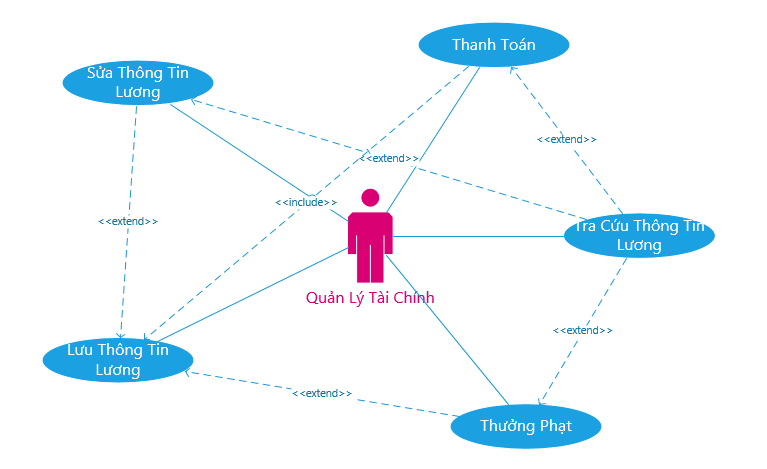 Thanh Toán
Sửa Thông Tin
Lương
<<extend>>
<<extend>>
<<include>>
<<extend>>
Tra Cứu Thông Tin
Lương
Quản Lý Tài Chính
<<extend>>
Lưu Thông Tin
Lương
<<extend>>
Thưởng Phạt